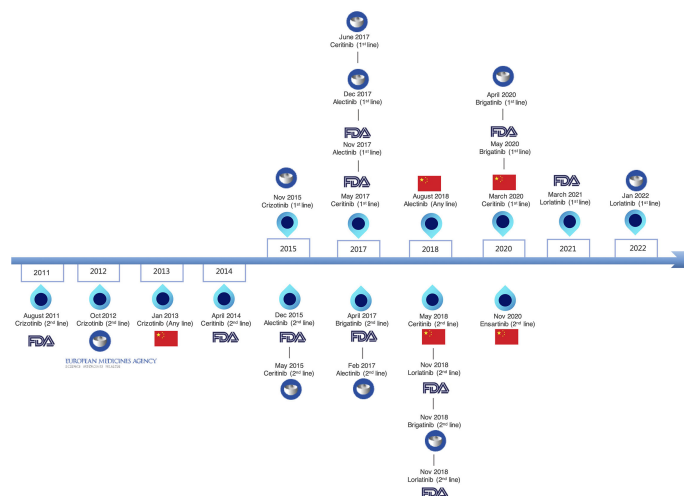 June 2017
Ceritinib (1st line)
Dec 2017
Alectinib (1st line)
FDA
Nov 2017
Alectinib (1st line)
FDA
May 2017
Ceritinib (1st line)
April 2020
Brigatinib (1st line)
FDA
May 2020
Brigatinib (1st line)
Nov 2015
Crizotinib (1st line)
August 2018
Alectinib (Any line)
March 2020
Ceritinib (1st line)
FDA
March 2021
Lorlatinib (1st line)
Jan 2022
Lorlatinib (1st line)
2015
2017
2018
2020
2021
2022
2011
2012
2013
2014
August 2011
Crizotinib (2nd line)
FDA
Oct 2012
Crizotinib (2nd line)
EUROPEAN MEDICINES AGENCY
SCIENCE MEDICINES HEALTH
Jan 2013
Crizotinib (Any line)
April 2014
Ceritinib (2nd line)
FDA
Dec 2015
Alectinib (2nd line)
FDA
May 2015
Ceritinib (2nd line)
April 2017
Brigatinib (2nd line)
FDA
Feb 2017
Alectinib (2nd line)
May 2018
Ceritinib (2nd line)
Nov 2018
Lorlatinib (2nd line)
FDA
Nov 2018
Brigatinib (2nd line)
Nov 2018
Lorlatinib (2nd line)
FDA
Nov 2020
Ensartinib (2nd line)